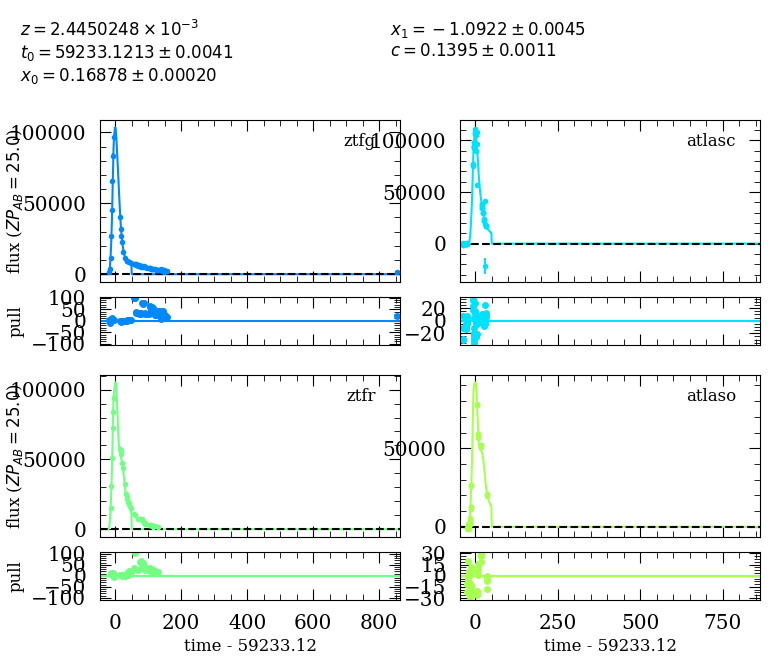 z = 2.4450248 × 10⁻³
t₀ = 59233.1213 ± 0.0041
x₀ = 0.16878 ± 0.00020
x₁ = −1.0922 ± 0.0045
c = 0.1395 ± 0.0011
100000
50000
0
flux (ZP_AB = 25.0)
ztfg
100000
50000
0
atlasc
100
50
0
−50
−100
pull
20
0
−20
100000
50000
0
flux (ZP_AB = 25.0)
ztfr
50000
0
atlaso
100
50
0
−50
−100
pull
30
15
0
−15
−30
0 200 400 600 800
time - 59233.12
0 250 500 750
time - 59233.12